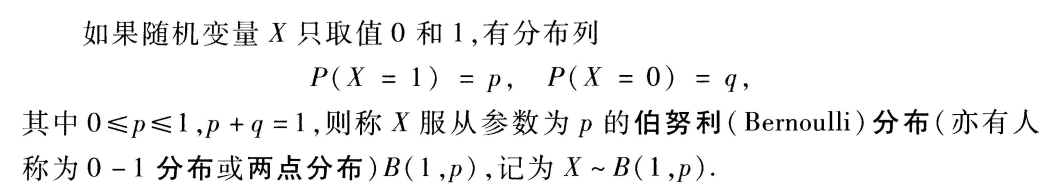 如果随机变量 X 只取值 0 和 1,有分布列
P(X = 1) = p, P(X = 0) = q,
其中 0≤p≤1,p + q = 1,则称 X 服从参数为 p 的伯努利(Bernoulli)分布(亦有人
称为 0 - 1 分布或两点分布)B(1,p),记为 X ~ B(1,p).